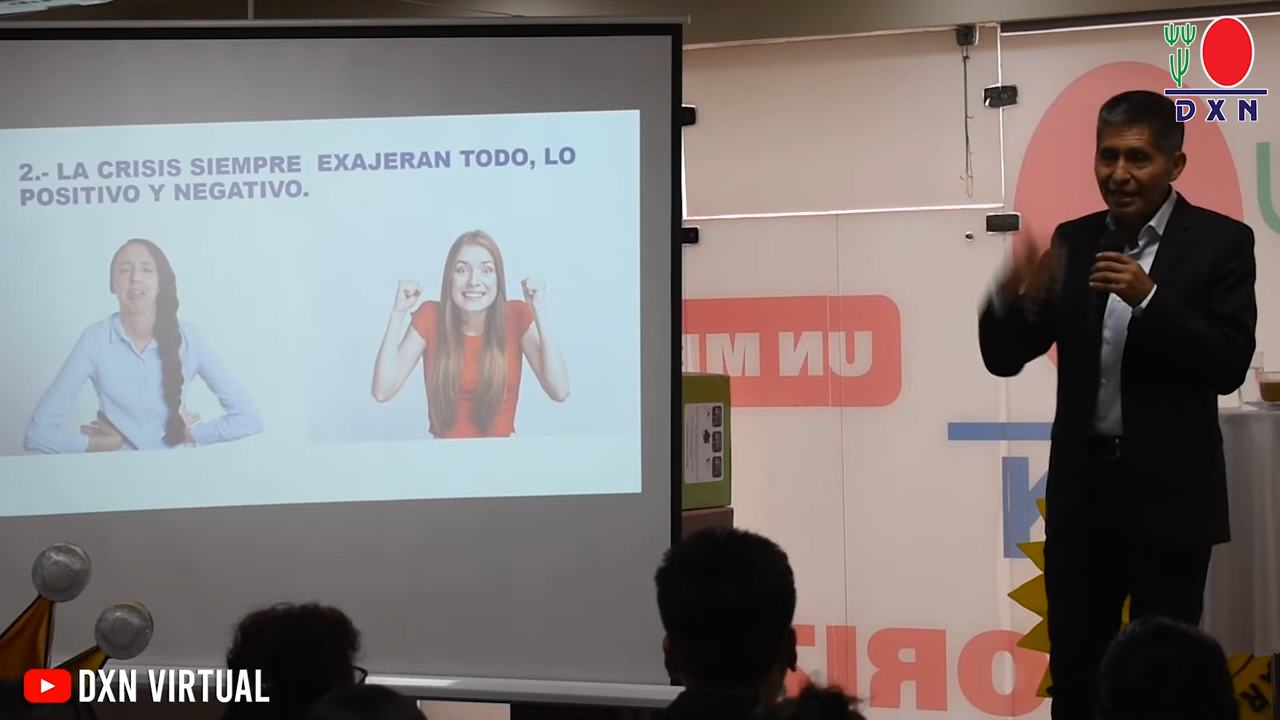 2.- LA CRISIS SIEMPRE EXAJERAN TODO, LO
POSITIVO Y NEGATIVO.
DXN
UN
DXN VIRTUAL